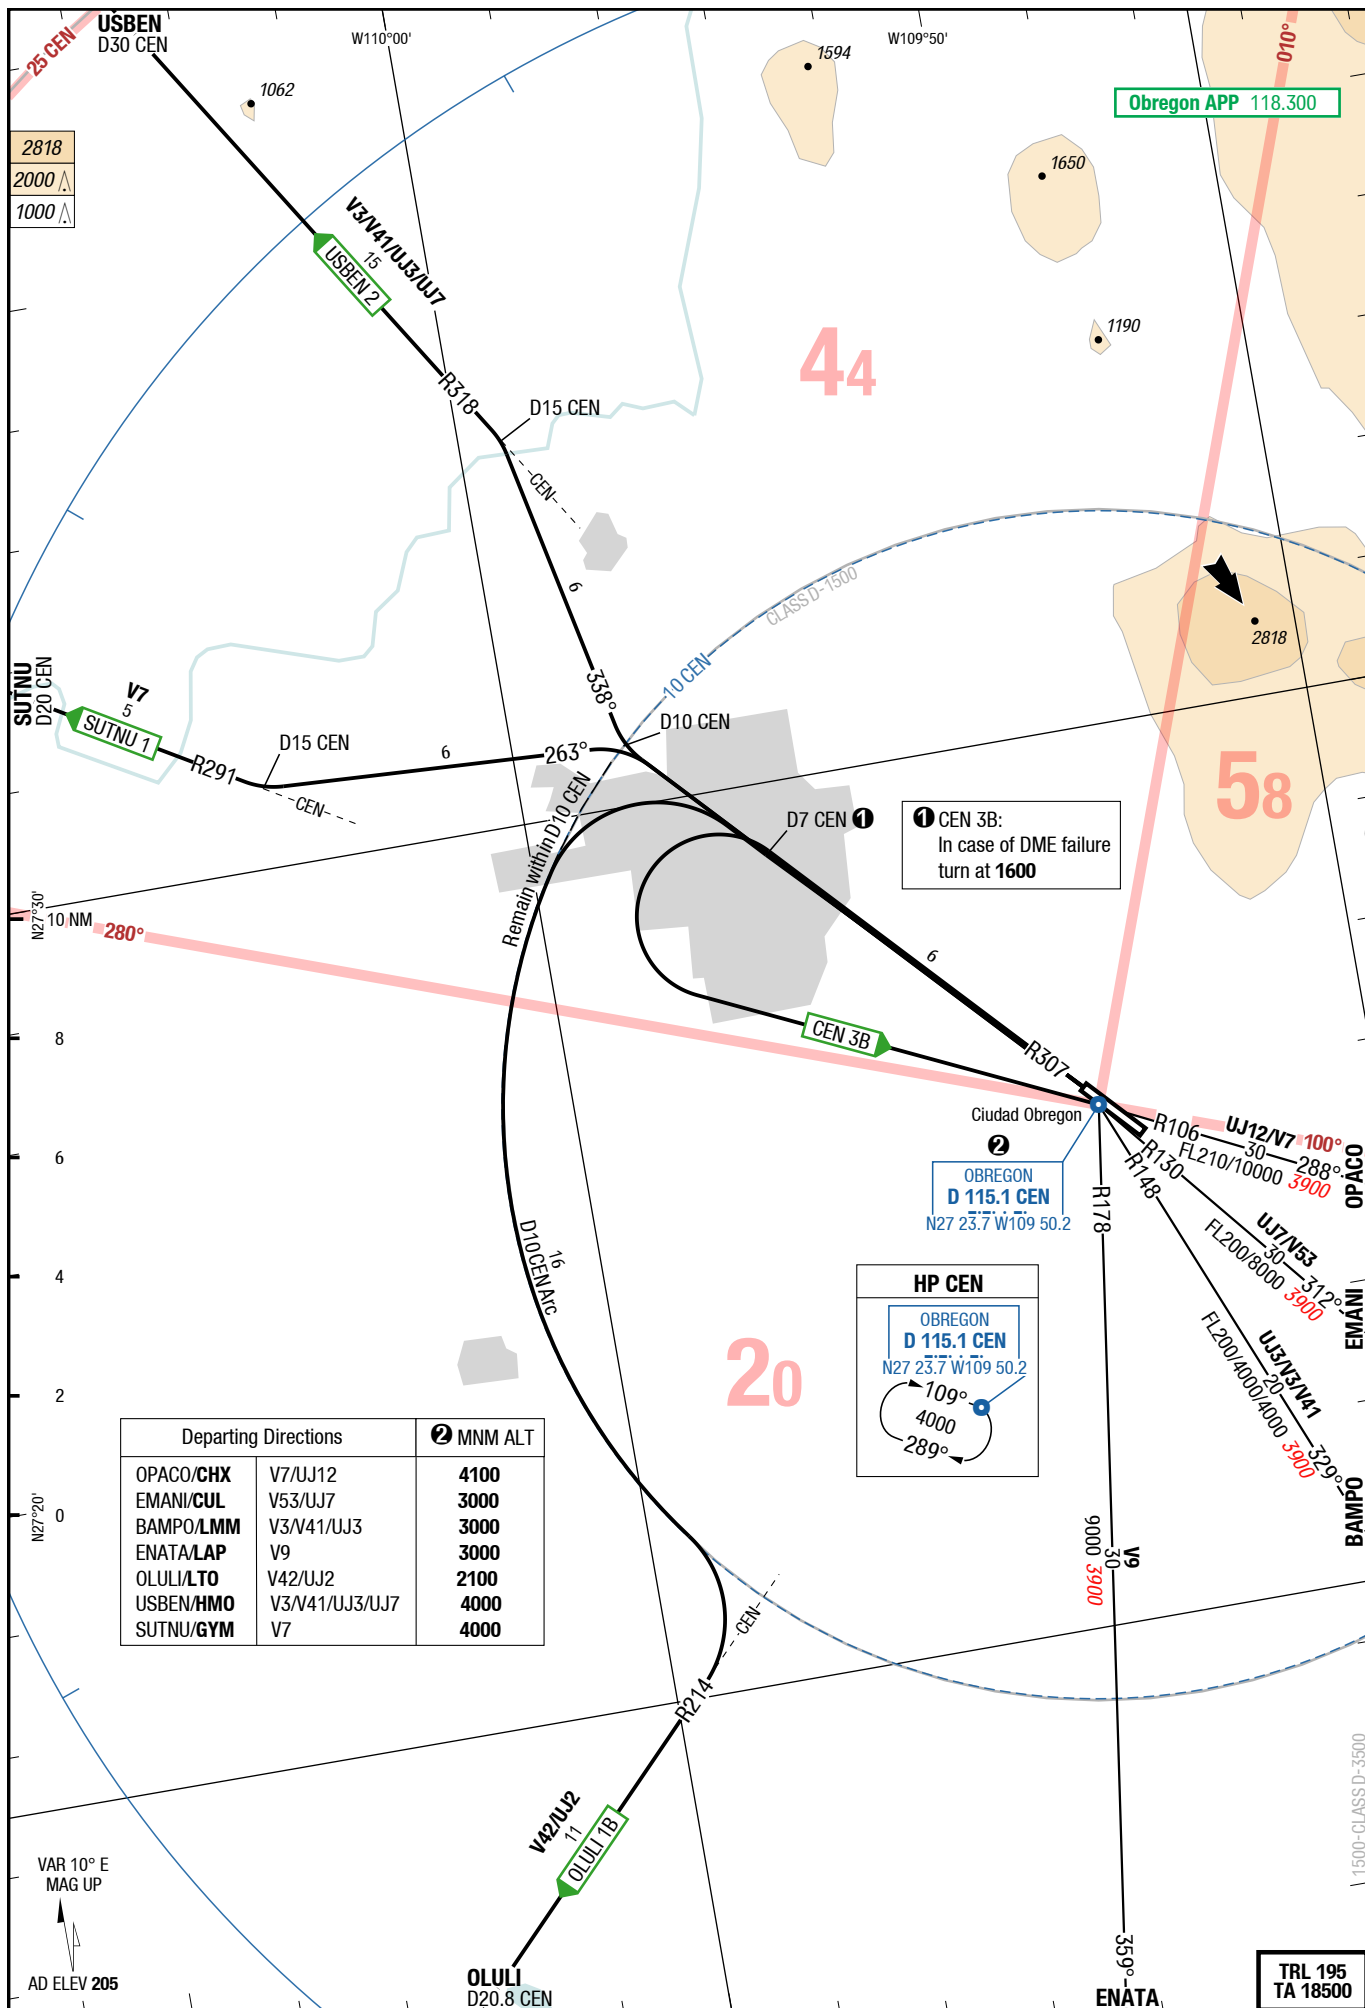 USBEN
D30 CEN
25 CEN
W110°00'
W109°50'
010°
1062
1594
Obregon APP 118.300
2818
2000
1000
1650
V3/V41/UJ3/UJ7
15
USBEN 2
1190
44
R318
D15 CEN
CEN
6
CLASS D-1500
2818
10 CEN
338°
SUTNU
D20 CEN
V7
5
SUTNU 1
R291
D15 CEN
CEN
6
263°
D10 CEN
58
Remain within D10 CEN
D7 CEN ❶
❶ CEN 3B:
In case of DME failure
turn at 1600
N27°30'
10 NM
280°
6
8
CEN 3B
R307
Ciudad Obregon
❷
OBREGON
D 115.1 CEN
N27 23.7 W109 50.2
R106
UJ12/V7
100°
30
288°
FL210/10000 3900
OPACO
R130
UJ7/V53
30
312°
FL200/8000 3900
EMANI
R148
UJ3/V3/V41
20
329°
FL200/4000/4000 3900
BAMPO
R178
6
16
D10 CEN Arc
4
HP CEN
OBREGON
D 115.1 CEN
N27 23.7 W109 50.2
109°
4000
289°
20
2
Departing Directions ❷ MNM ALT
OPACO/CHX V7/UJ12 4100
EMANI/CUL V53/UJ7 3000
BAMPO/LMM V3/V41/UJ3 3000
ENATA/LAP V9 3000
OLULI/LTO V42/UJ2 2100
USBEN/HMO V3/V41/UJ3/UJ7 4000
SUTNU/GYM V7 4000
N27°20'
0
V9
30
9000 3900
CEN
R214
V42/UJ2
11
OLULI 1B
1500-CLASS D-3500
VAR 10° E
MAG UP
AD ELEV 205
OLULI
D20.8 CEN
359°
ENATA
TRL 195
TA 18500